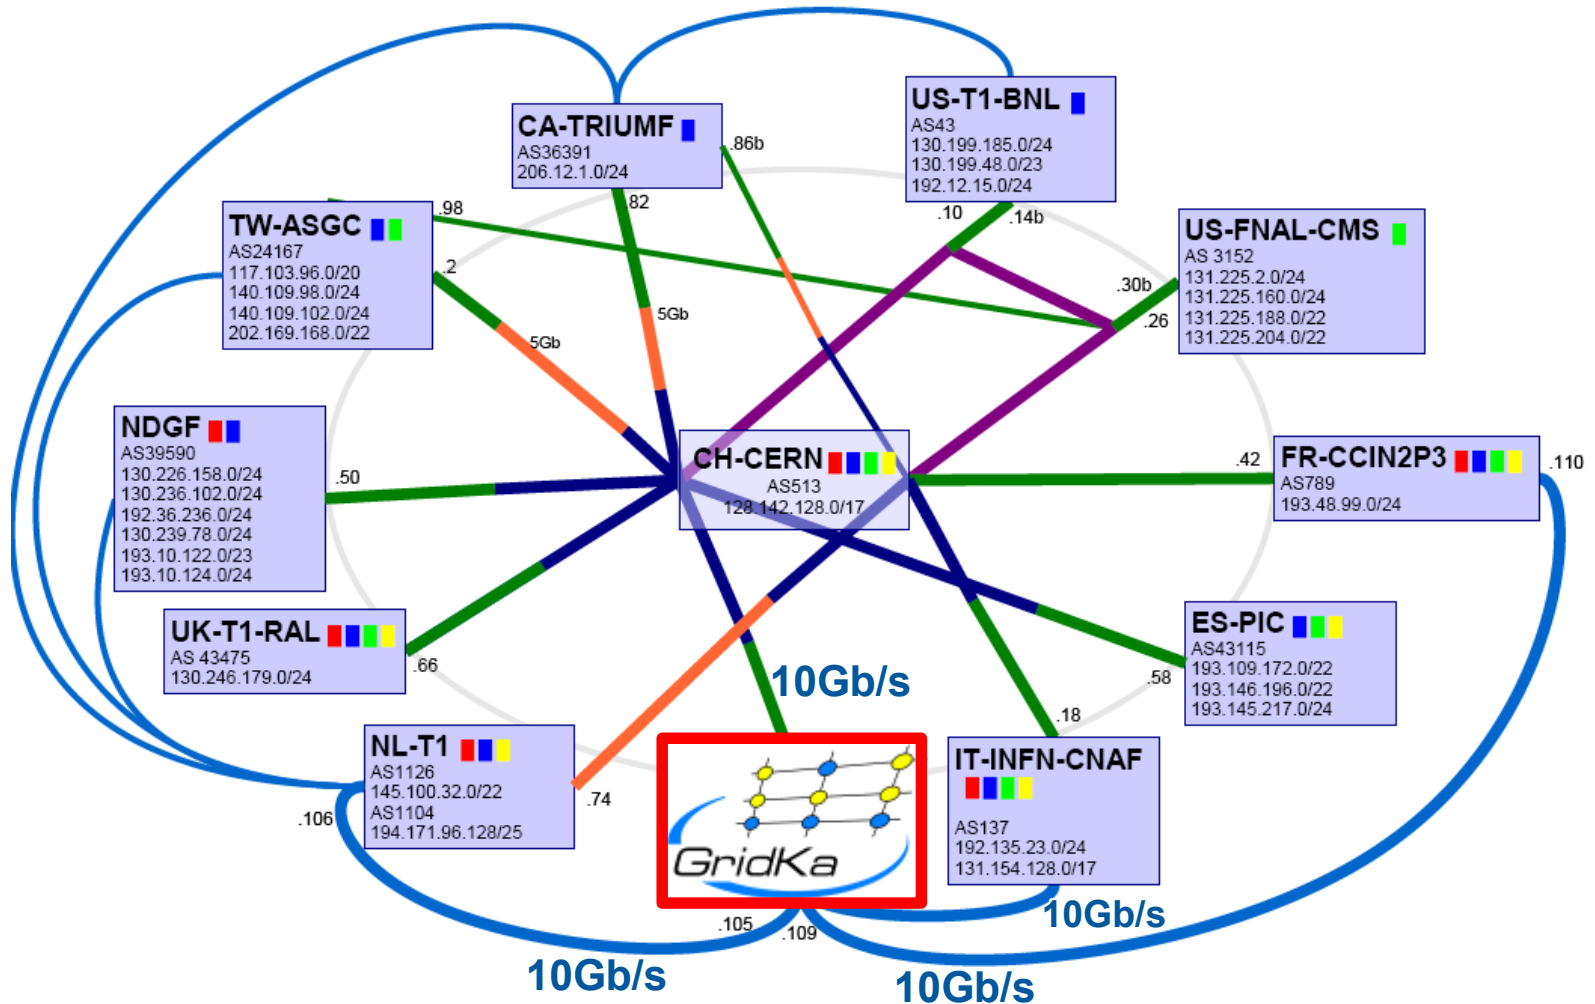 CA-TRIUMF
AS36391
206.12.1.0/24
.86b
.82
US-T1-BNL
AS43
130.199.185.0/24
130.199.48.0/23
192.12.15.0/24
.10
.14b
TW-ASGC
AS24167
117.103.96.0/20
140.109.98.0/24
140.109.102.0/24
202.169.168.0/22
.98
.2
5Gb
5Gb
US-FNAL-CMS
AS 3152
131.225.2.0/24
131.225.160.0/24
131.225.188.0/22
131.225.204.0/22
.30b
.26
NDGF
AS39590
130.226.158.0/24
130.236.102.0/24
192.36.236.0/24
130.239.78.0/24
193.10.122.0/23
193.10.124.0/24
.50
CH-CERN
AS513
128.142.128.0/17
.42
FR-CCIN2P3
AS789
193.48.99.0/24
.110
UK-T1-RAL
AS 43475
130.246.179.0/24
.66
ES-PIC
AS43115
193.109.172.0/22
193.146.196.0/22
193.145.217.0/24
.58
10Gb/s
.18
NL-T1
AS1126
145.100.32.0/22
AS1104
194.171.96.128/25
.106
.74
GridKa
IT-INFN-CNAF
AS137
192.135.23.0/24
131.154.128.0/17
10Gb/s
.105
.109
10Gb/s
10Gb/s